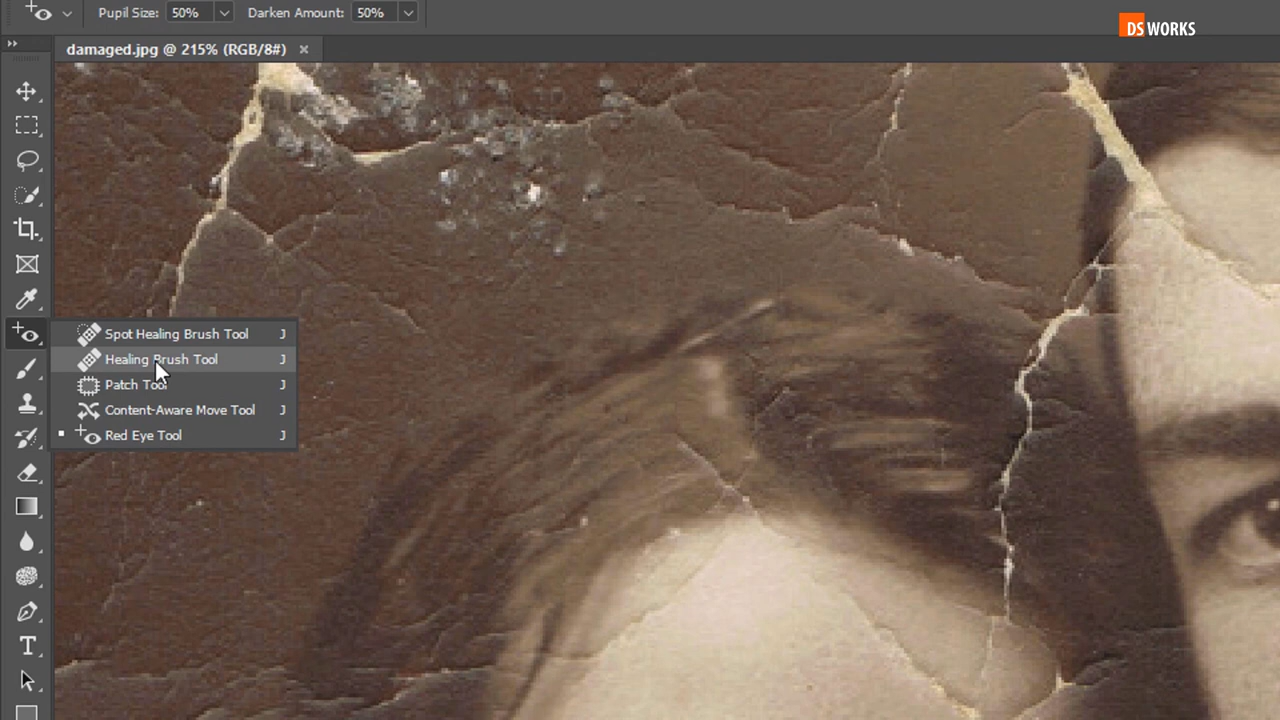 Pupil Size: 50% Darken Amount: 50%
DS WORKS
damaged.jpg @ 215% (RGB/8#) ×
Spot Healing Brush Tool J
Healing Brush Tool J
Patch Tool J
Content-Aware Move Tool J
Red Eye Tool J
T